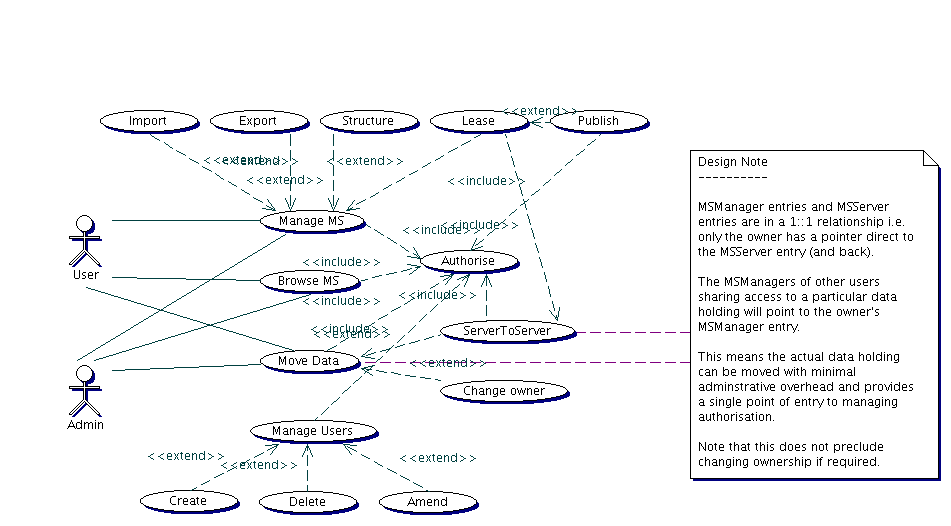 <<extend>>
Import
Export
Structure
Lease
Publish
<<extend>>
<<extend>>
<<extend>>
<<extend>>
<<include>>
Manage MS
<<include>>
<<include>>
User
<<include>>
Authorise
Browse MS
<<include>>
<<include>>
<<include>>
<<extend>>
ServerToServer
Move Data
<<extend>>
Change owner
Admin
Manage Users
<<extend>>
<<extend>>
<<extend>>
Create
Delete
Amend
Design Note
-----------
MSManager entries and MSServer
entries are in a 1::1 relationship i.e.
only the owner has a pointer direct to
the MSServer entry (and back).
The MSManagers of other users
sharing access to a particular data
holding will point to the owner's
MSManager entry.
This means the actual data holding
can be moved with minimal
adminstrative overhead and provides
a single point of entry to managing
authorisation.
Note that this does not preclude
changing ownership if required.